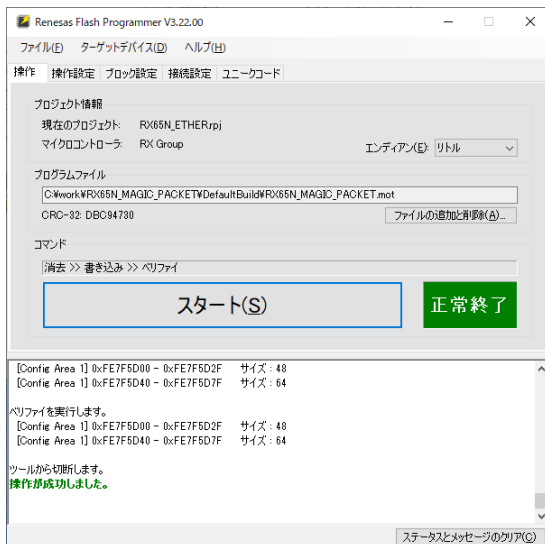 Renesas Flash Programmer V3.22.00
ファイル(F) ターゲットデバイス(D) ヘルプ(H)
操作 操作設定 ブロック設定 接続設定 ユニークコード
プロジェクト情報
現在のプロジェクト: RX65N_ETHER.rpj
マイクロコントローラ: RX Group
エンディアン(E): リトル
プログラムファイル
C:¥work¥RX65N_MAGIC_PACKET¥DefaultBuild¥RX65N_MAGIC_PACKET.mot
CRC-32: DBC94730 ファイルの追加と削除(A)...
コマンド
消去 >> 書き込み >> ベリファイ
スタート(S) 正常終了
[Config Area 1] 0xFE7F5D00 - 0xFE7F5D2F サイズ : 48
[Config Area 1] 0xFE7F5D40 - 0xFE7F5D7F サイズ : 64
ベリファイを実行します。
[Config Area 1] 0xFE7F5D00 - 0xFE7F5D2F サイズ : 48
[Config Area 1] 0xFE7F5D40 - 0xFE7F5D7F サイズ : 64
ツールから切断します。
操作が成功しました。
ステータスとメッセージのクリア(C)